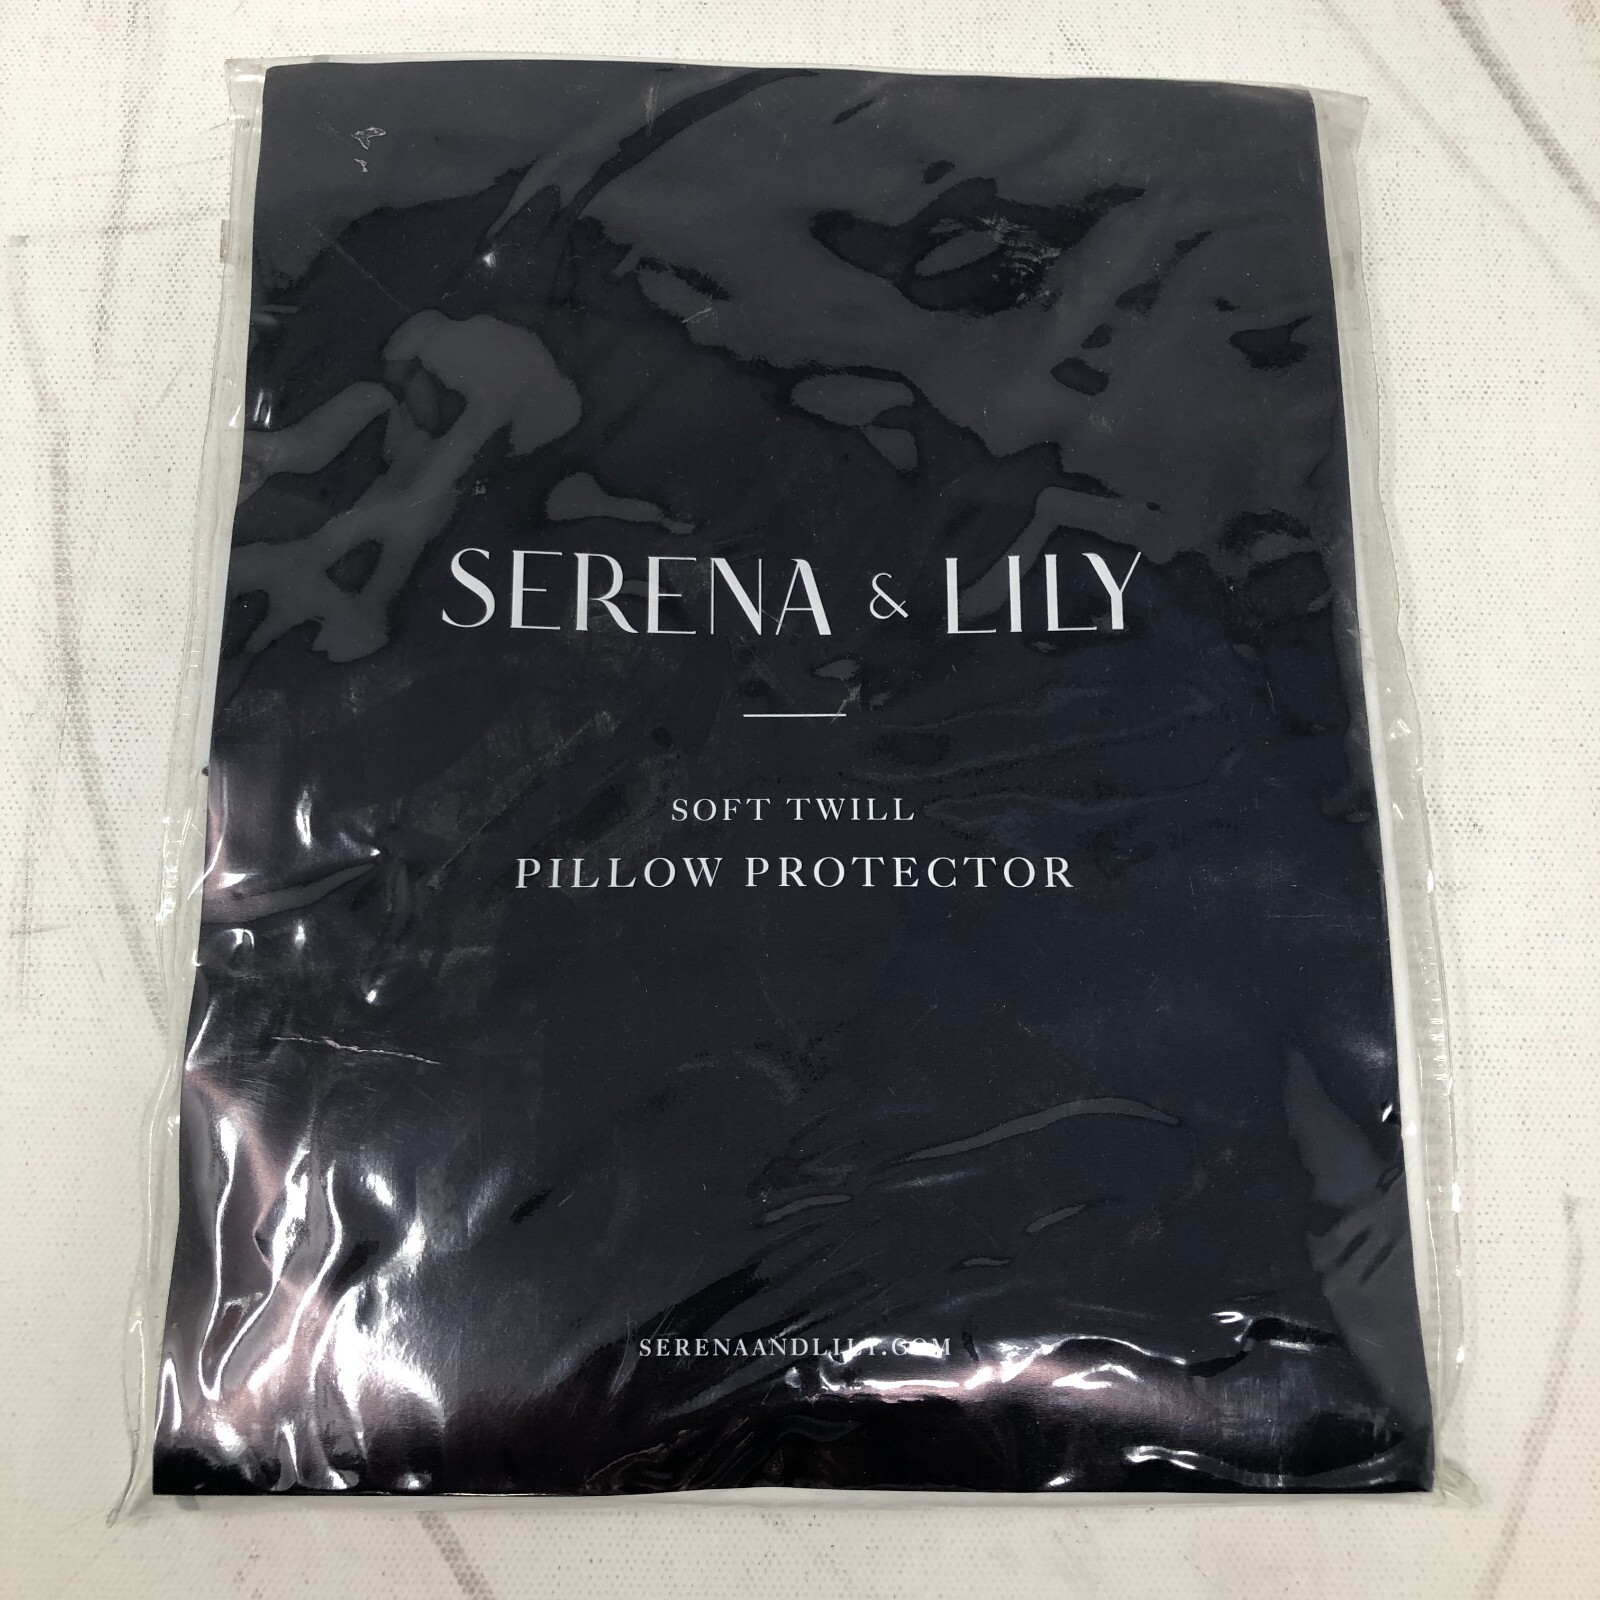 SERENA & LILY
SOFT TWILL
PILLOW PROTECTOR
SERENAANDLILY.COM